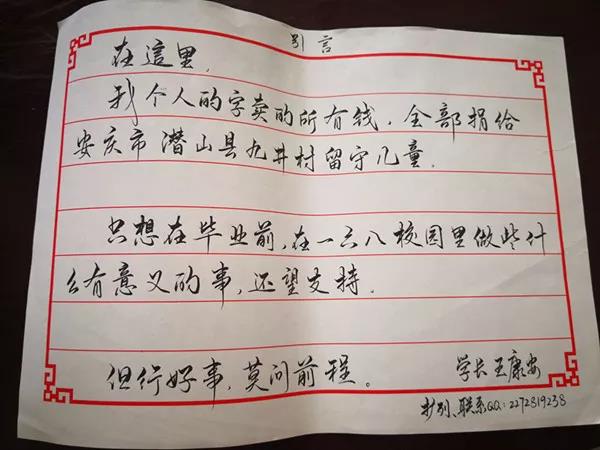 引言
在這里,
我个人的字卖的所有钱,全部捐给
安庆市潜山县九井村留守儿童.
只想在毕业前,在一六八校园里做些什
么有意义的事,还望支持.
但行好事,莫问前程。
学长王康安
抄列、联系QQ:2272819238